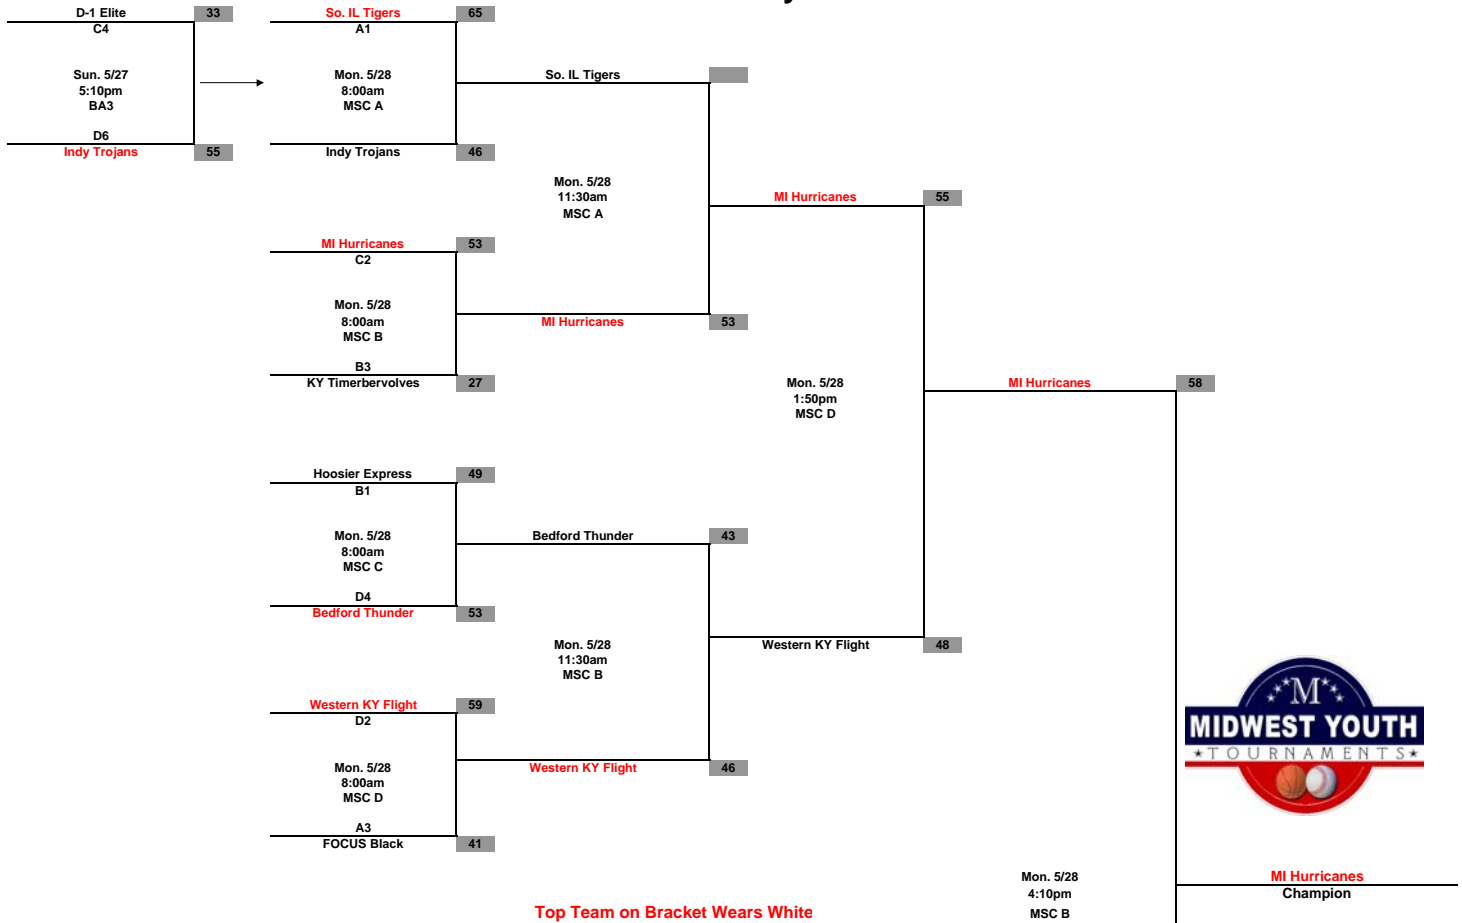 D-1 Elite 33
C4
Sun. 5/27
5:10pm
BA3
D6
Indy Trojans 55
So. IL Tigers 65
A1
Mon. 5/28
8:00am
MSC A
Indy Trojans 46
MI Hurricanes 53
C2
Mon. 5/28
8:00am
MSC B
B3
KY Timerbervolves 27
Hoosier Express 49
B1
Mon. 5/28
8:00am
MSC C
D4
Bedford Thunder 53
Western KY Flight 59
D2
Mon. 5/28
8:00am
MSC D
A3
FOCUS Black 41
So. IL Tigers
Mon. 5/28
11:30am
MSC A
MI Hurricanes 53
Bedford Thunder 43
Mon. 5/28
11:30am
MSC B
Western KY Flight 46
MI Hurricanes 55
Mon. 5/28
1:50pm
MSC D
Western KY Flight 48
MI Hurricanes 58
Mon. 5/28
4:10pm
MSC B
M
MIDWEST YOUTH
TOURNAMENTS
MI Hurricanes
Champion
Top Team on Bracket Wears White